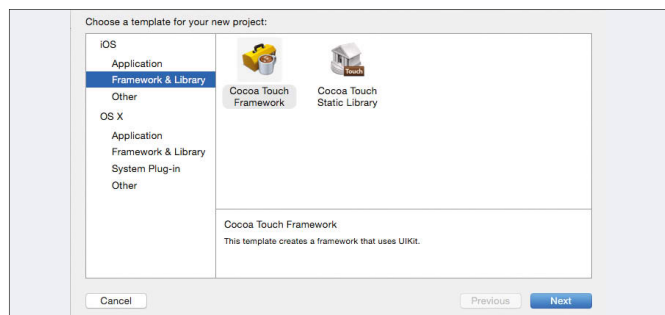 Choose a template for your new project:
iOS
Application
Framework & Library
Other
OS X
Application
Framework & Library
System Plug-in
Other
Cocoa Touch
Framework
Touch
Cocoa Touch
Static Library
Cocoa Touch Framework
This template creates a framework that uses UIKit.
Cancel
Previous
Next